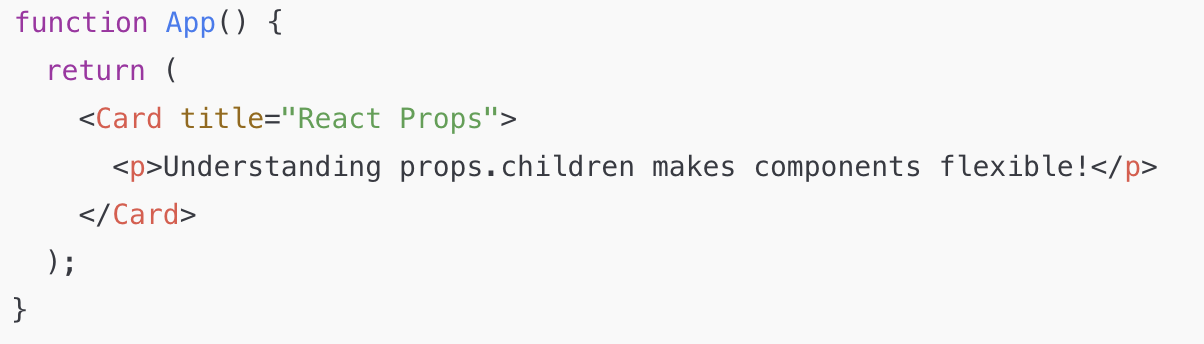 function App() {
  return (
    <Card title="React Props">
      <p>Understanding props.children makes components flexible!</p>
    </Card>
  );
}